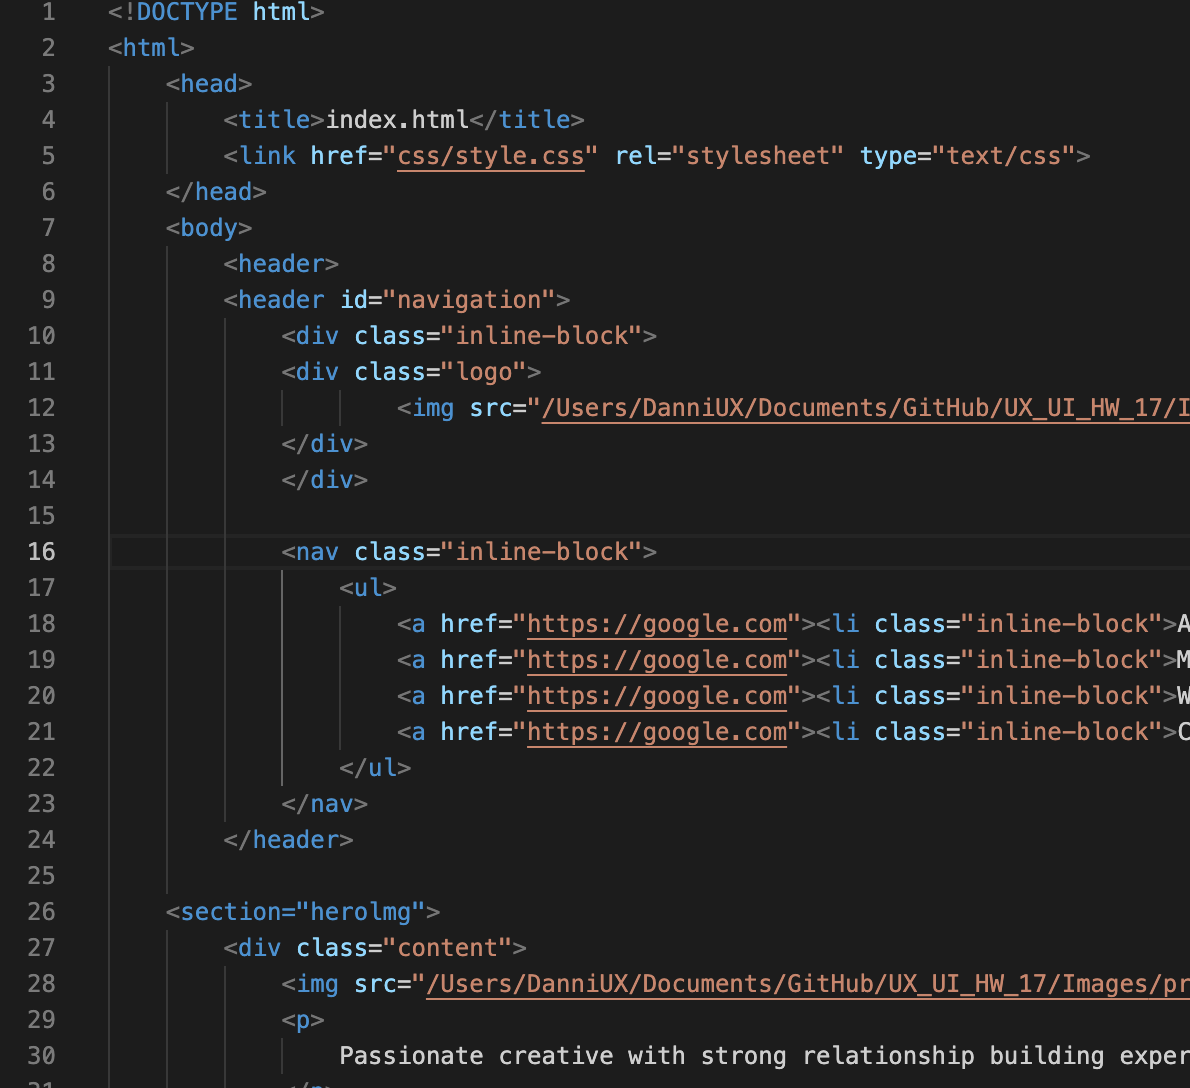 1 <!DOCTYPE html>
2 <html>
3 <head>
4 <title>index.html</title>
5 <link href="css/style.css" rel="stylesheet" type="text/css">
6 </head>
7 <body>
8 <header>
9 <header id="navigation">
10 <div class="inline-block">
11 <div class="logo">
12 <img src="/Users/DanniUX/Documents/GitHub/UX_UI_HW_17/I
13 </div>
14 </div>
15
16 <nav class="inline-block">
17 <ul>
18 <a href="https://google.com"><li class="inline-block">A
19 <a href="https://google.com"><li class="inline-block">M
20 <a href="https://google.com"><li class="inline-block">W
21 <a href="https://google.com"><li class="inline-block">C
22 </ul>
23 </nav>
24 </header>
25
26 <section="herolmg">
27 <div class="content">
28 <img src="/Users/DanniUX/Documents/GitHub/UX_UI_HW_17/Images/pr
29 <p>
30 Passionate creative with strong relationship building exper
31 </p>